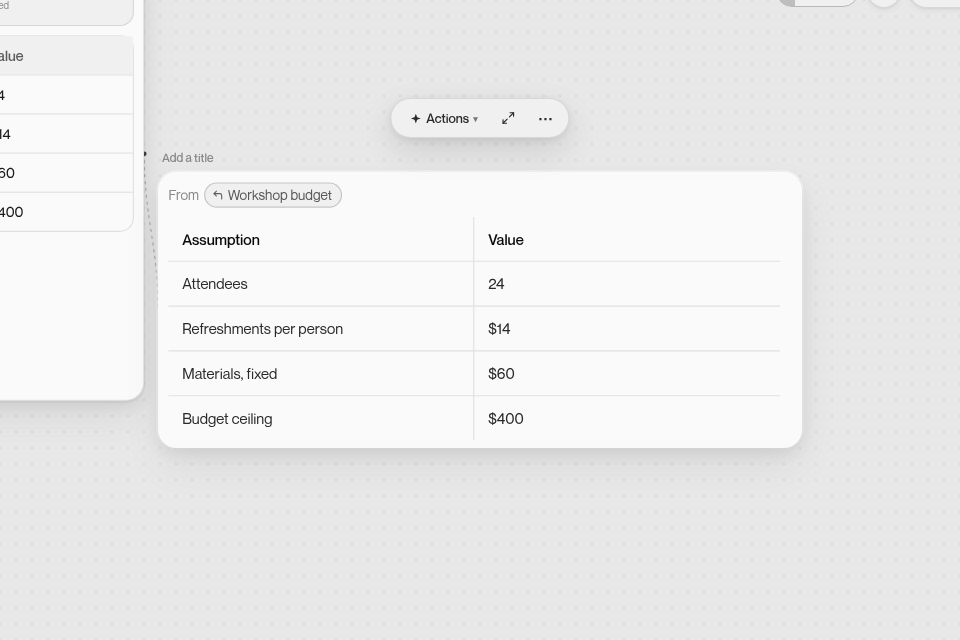 ed
alue
4
14
60
400
Actions
Add a title
From Workshop budget
Assumption Value
Attendees 24
Refreshments per person $14
Materials, fixed $60
Budget ceiling $400